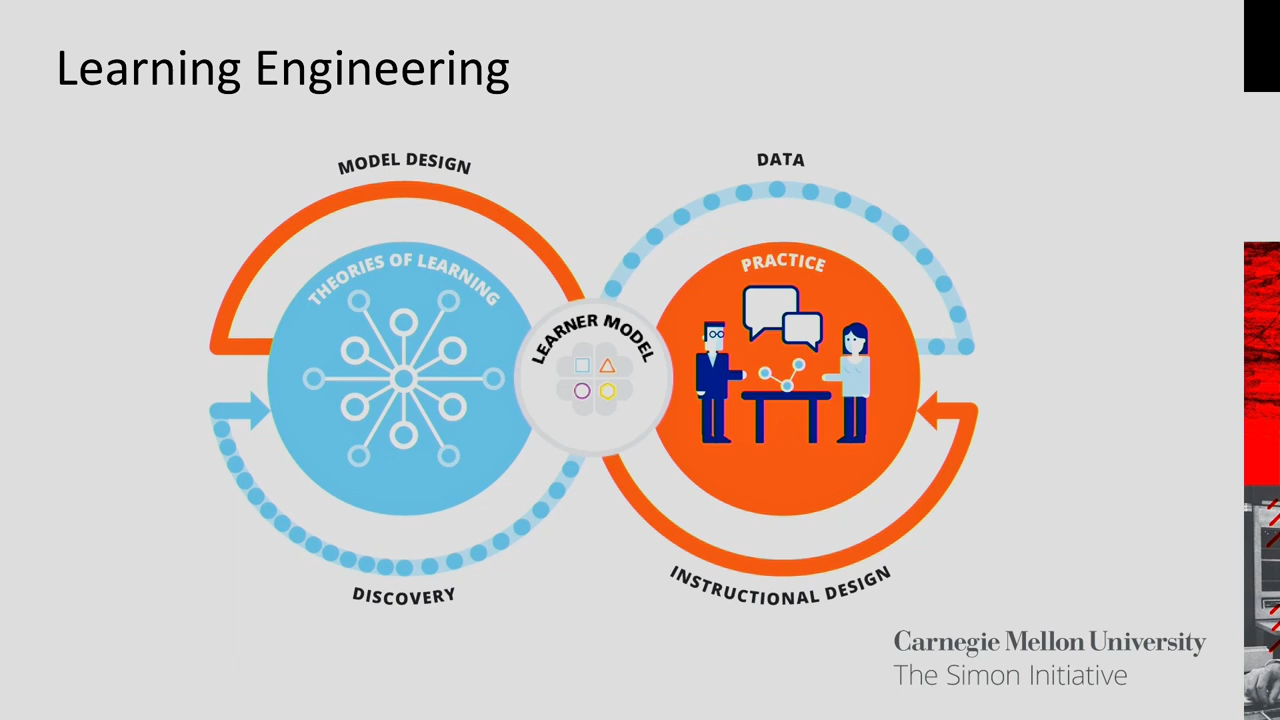 Learning Engineering
MODEL DESIGN
DATA
THEORIES OF LEARNING
PRACTICE
LEARNER MODEL
DISCOVERY
INSTRUCTIONAL DESIGN
Carnegie Mellon University
The Simon Initiative